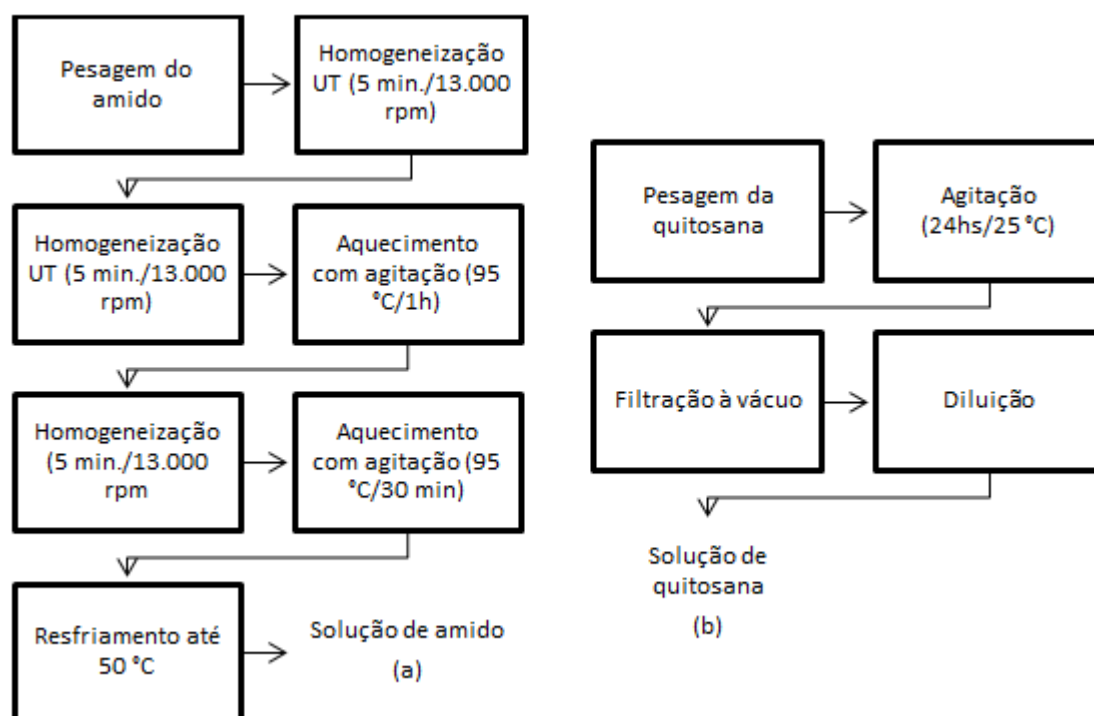 Pesagem do
amido
Homogeneização
UT (5 min./13.000
rpm)
Homogeneização
UT (5 min./13.000
rpm)
Aquecimento
com agitação (95
°C/1h)
Homogeneização
(5 min./13.000
rpm
Aquecimento
com agitação (95
°C/30 min)
Resfriamento até
50 °C
Solução de amido
(a)
Pesagem da
quitosana
Agitação
(24hs/25 °C)
Filtração à vácuo
Diluição
Solução de
quitosana
(b)